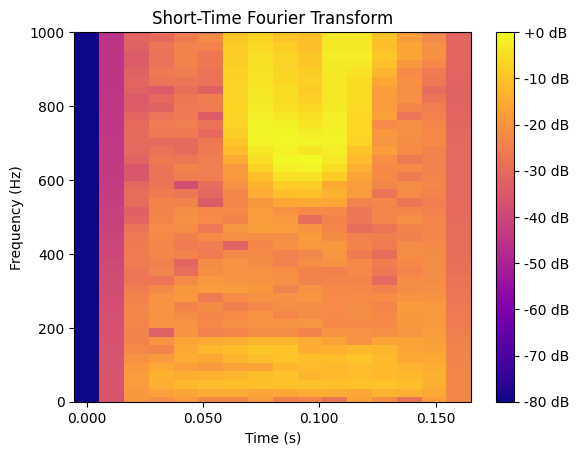 Short-Time Fourier Transform
1000
800
600
400
200
0
Frequency (Hz)
0.000
0.050
0.100
0.150
Time (s)
+0 dB
-10 dB
-20 dB
-30 dB
-40 dB
-50 dB
-60 dB
-70 dB
-80 dB